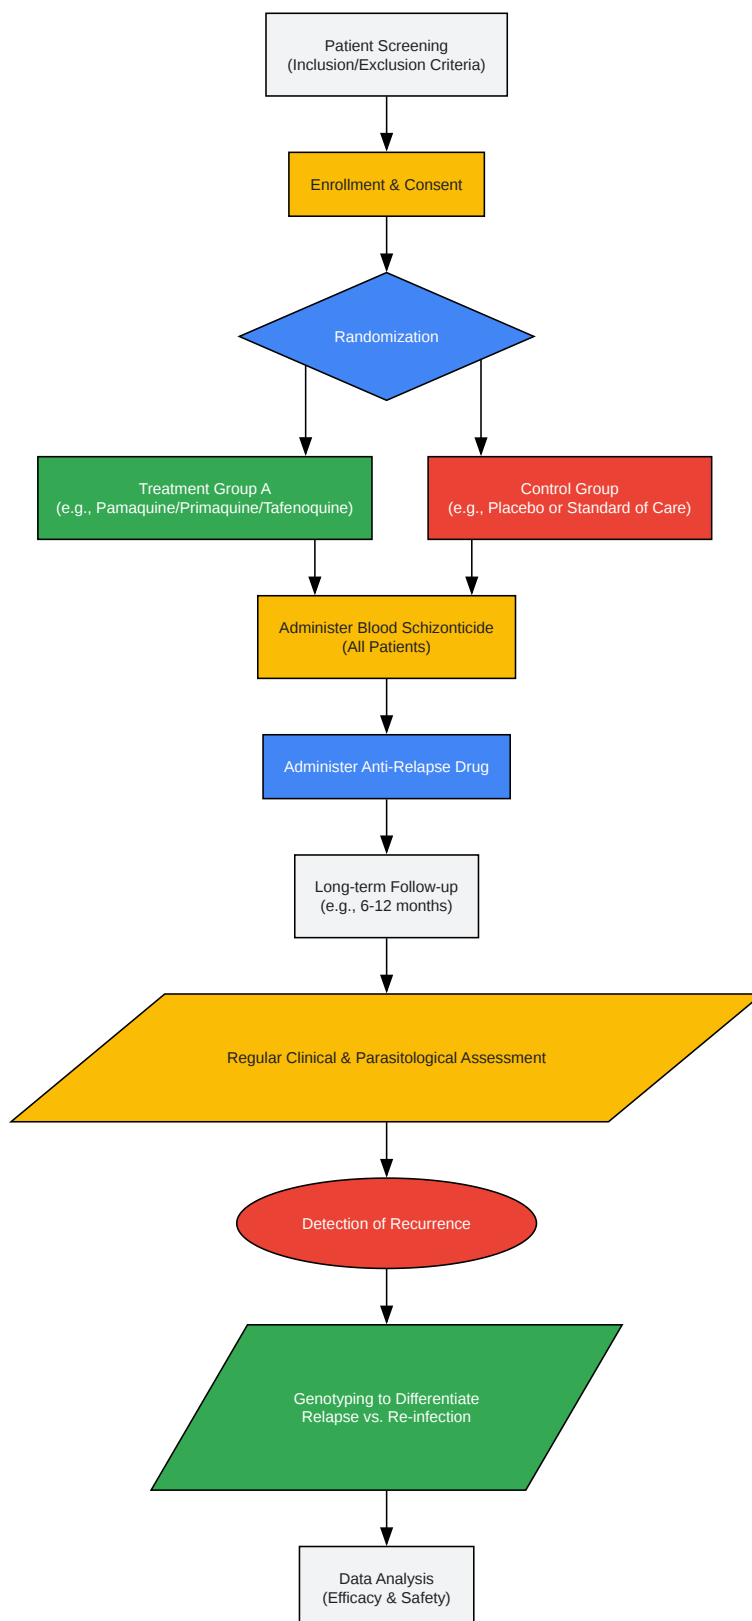 Patient Screening
(Inclusion/Exclusion Criteria)
Enrollment & Consent
Randomization
Treatment Group A
(e.g., Pamaquine/Primaquine/Tafenoquine)
Control Group
(e.g., Placebo or Standard of Care)
Administer Blood Schizonticide
(All Patients)
Administer Anti-Relapse Drug
Long-term Follow-up
(e.g., 6-12 months)
Regular Clinical & Parasitological Assessment
Detection of Recurrence
Genotyping to Differentiate
Relapse vs. Re-infection
Data Analysis
(Efficacy & Safety)